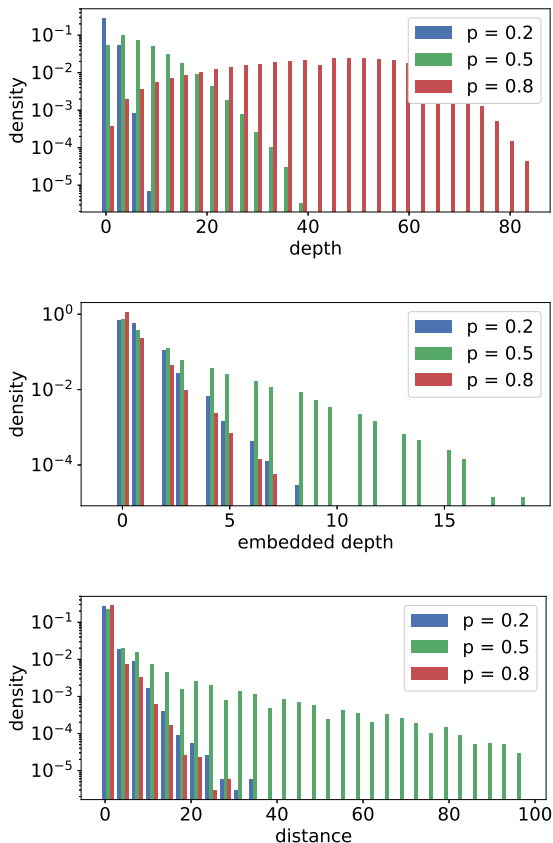 density
10⁻¹
10⁻²
10⁻³
10⁻⁴
10⁻⁵
p = 0.2
p = 0.5
p = 0.8
0 20 40 60 80
depth
density
10⁰
10⁻²
10⁻⁴
p = 0.2
p = 0.5
p = 0.8
0 5 10 15
embedded depth
density
10⁻¹
10⁻²
10⁻³
10⁻⁴
10⁻⁵
p = 0.2
p = 0.5
p = 0.8
0 20 40 60 80 100
distance